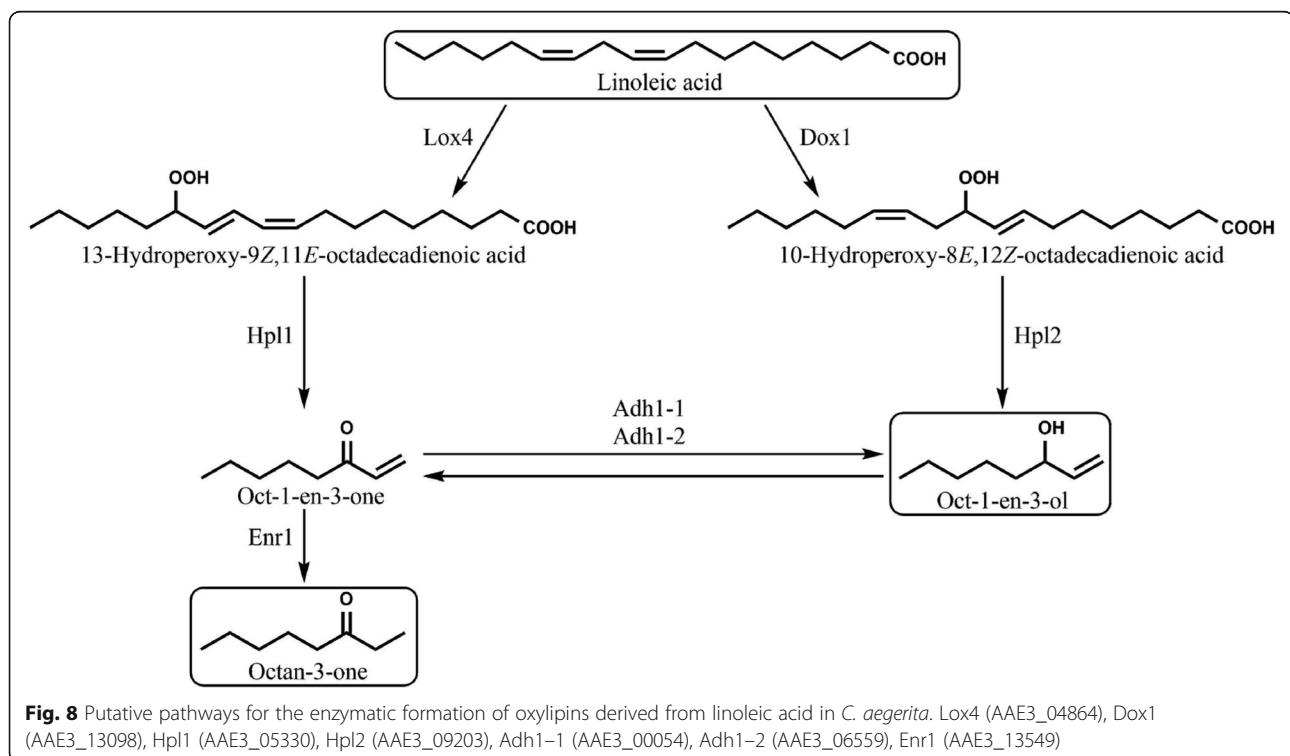 COOH
Linoleic acid
Lox4
Dox1
OOH
COOH
13-Hydroperoxy-9Z,11E-octadecadienoic acid
OOH
COOH
10-Hydroperoxy-8E,12Z-octadecadienoic acid
Hpl1
Hpl2
Adh1-1
Adh1-2
O
Oct-1-en-3-one
OH
Oct-1-en-3-ol
Enr1
O
Octan-3-one
Fig. 8 Putative pathways for the enzymatic formation of oxylipins derived from linoleic acid in C. aegerita. Lox4 (AAE3_04864), Dox1
(AAE3_13098), Hpl1 (AAE3_05330), Hpl2 (AAE3_09203), Adh1–1 (AAE3_00054), Adh1–2 (AAE3_06559), Enr1 (AAE3_13549)